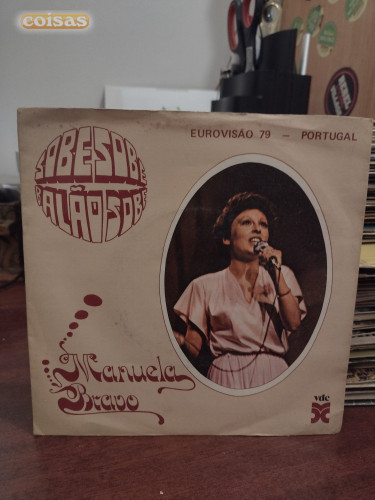 coisas
EUROVISÃO 79 — PORTUGAL
SOBE SOBE
BALÃO SOBE
Manuela
Bravo
vdc